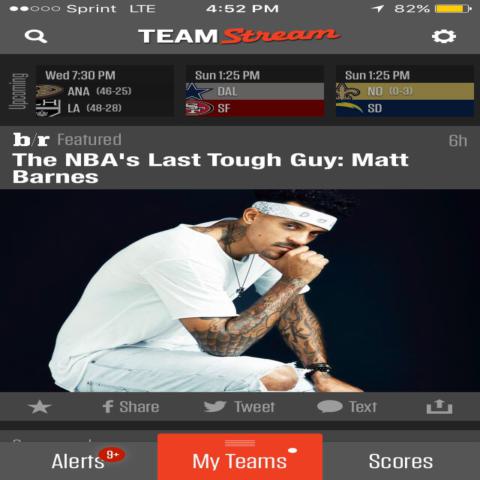 Sprint LTE 4:52 PM 82%
TEAM Stream
Upcoming
Wed 7:30 PM
ANA (46-25)
LA (48-28)
Sun 1:25 PM
DAL
SF
Sun 1:25 PM
NO (0-3)
SD
b/r Featured 6h
The NBA's Last Tough Guy: Matt
Barnes
Share Tweet Text
Alerts 9+ My Teams Scores